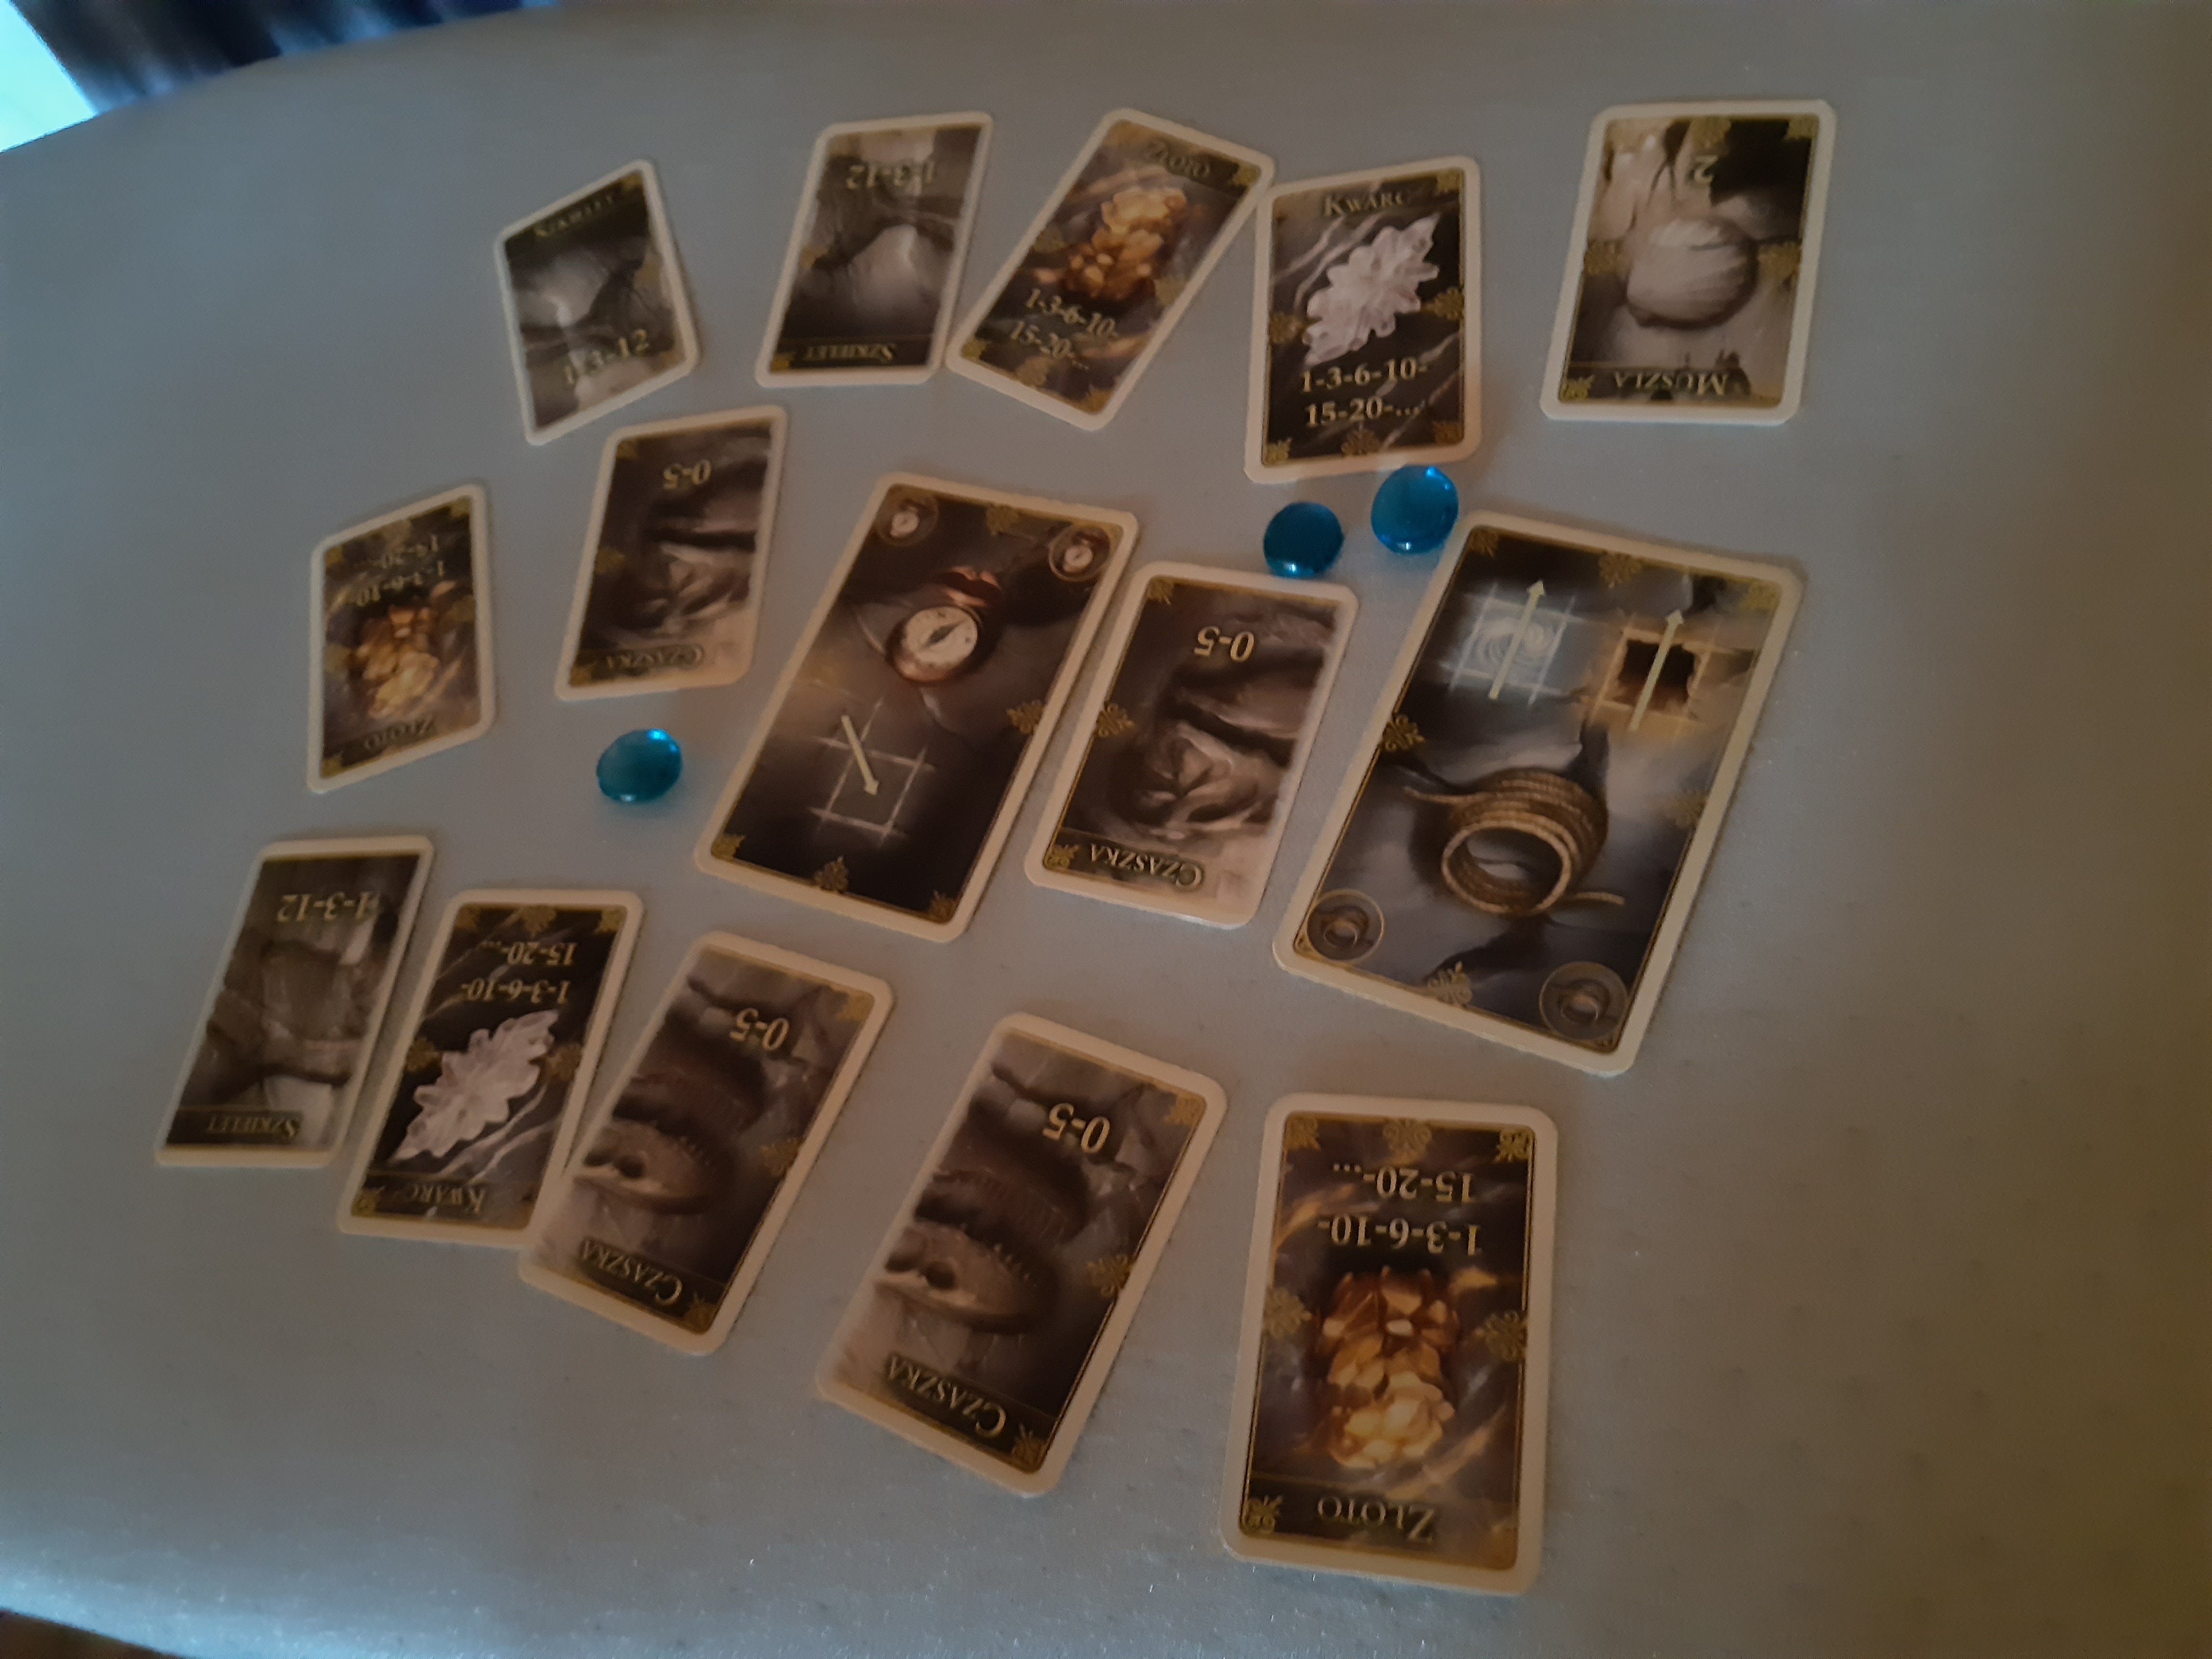 SZKIELET
1-3-12
1-3-12
SZKIELET
ZŁOTO
1-3-6-10-
15-20-...
KWARC
1-3-6-10-
15-20-...
2
MUSZLA
1-3-6-10-
15-20-...
ZŁOTO
0-5
CZASZKA
0-5
CZASZKA
1-3-12
SZKIELET
1-3-6-10-
15-20-...
KWARC
0-5
CZASZKA
0-5
CZASZKA
1-3-6-10-
15-20-...
ZŁOTO